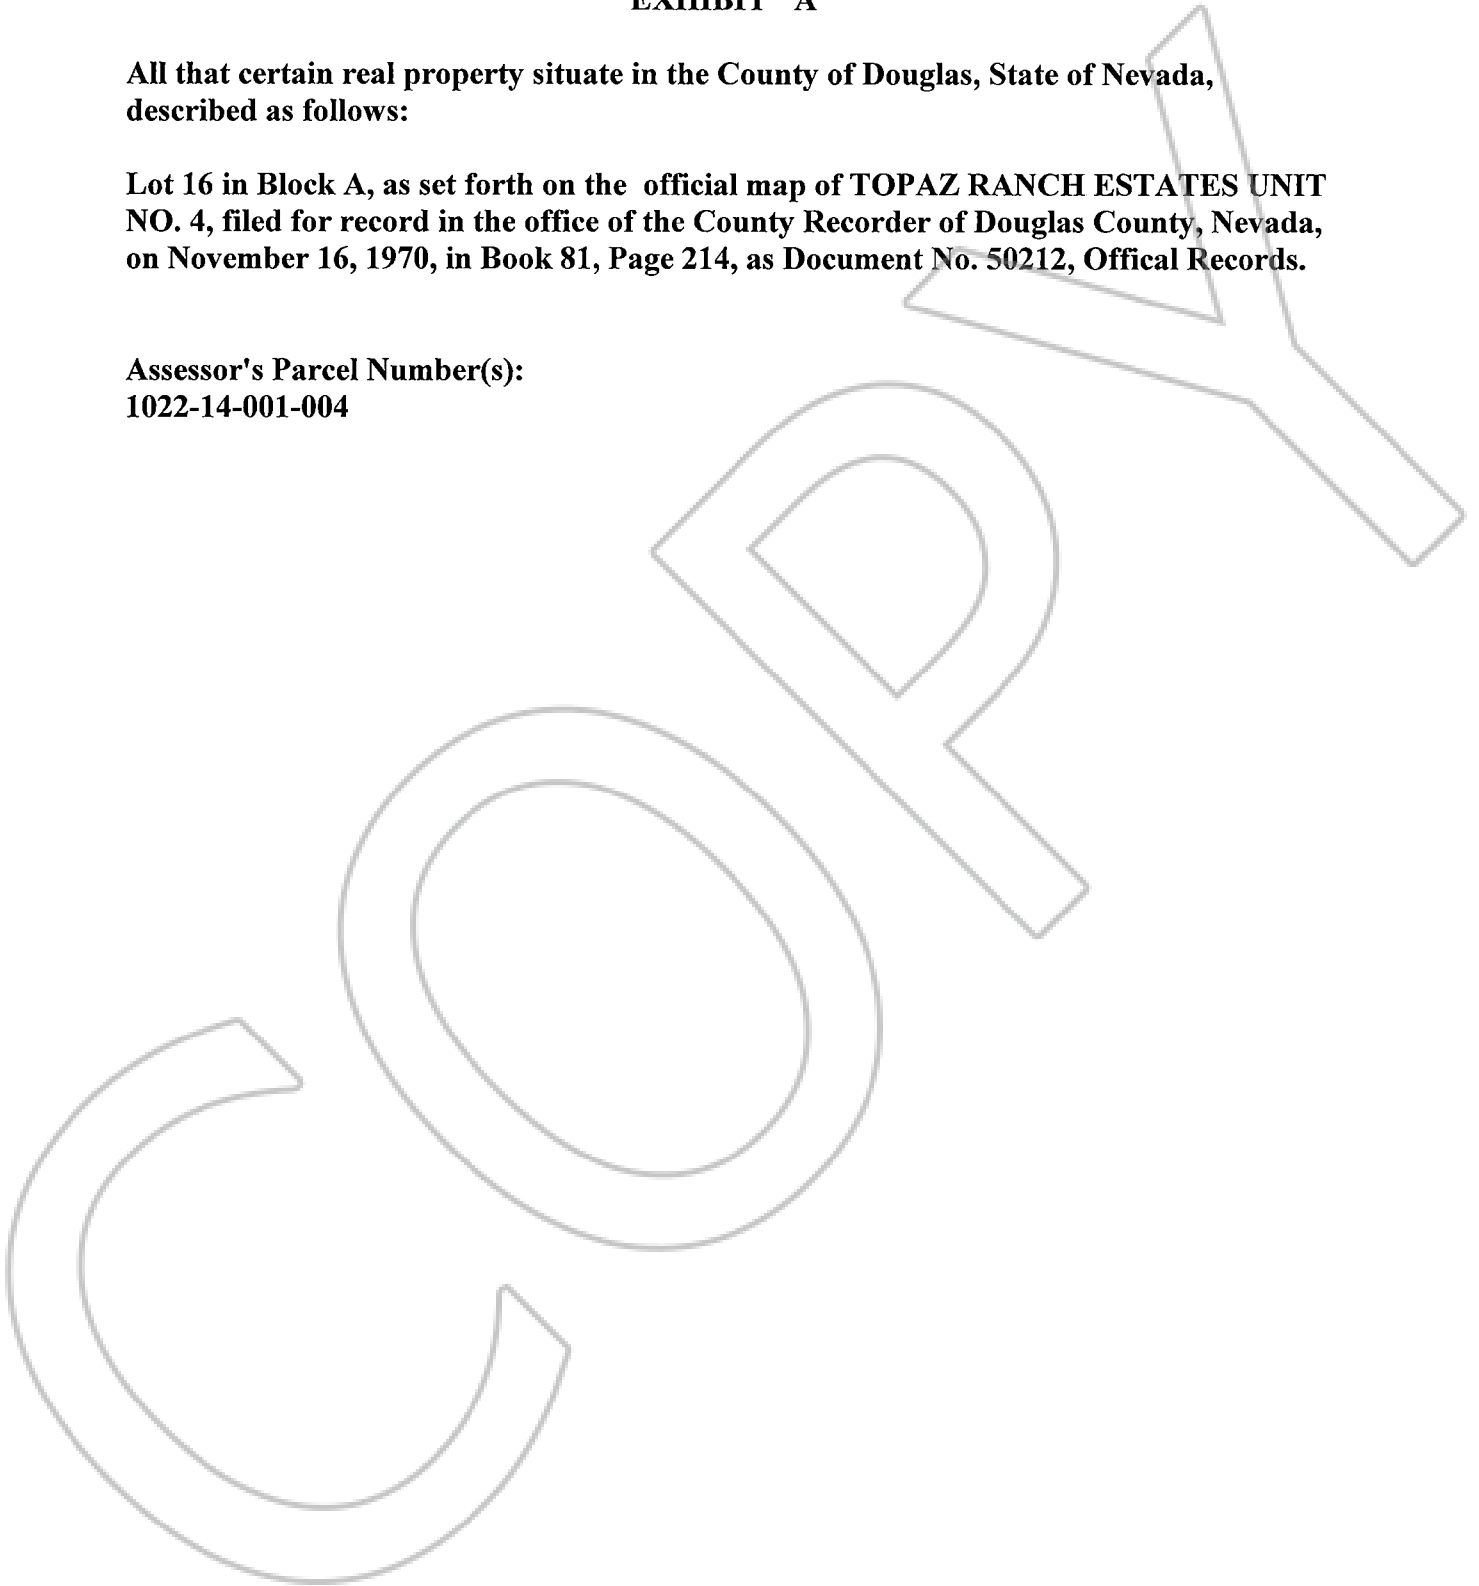 EXHIBIT "A"
All that certain real property situate in the County of Douglas, State of Nevada,
described as follows:
Lot 16 in Block A, as set forth on the  official map of TOPAZ RANCH ESTATES UNIT
NO. 4, filed for record in the office of the County Recorder of Douglas County, Nevada,
on November 16, 1970, in Book 81, Page 214, as Document No. 50212, Offical Records.
Assessor's Parcel Number(s):
1022-14-001-004
COPY